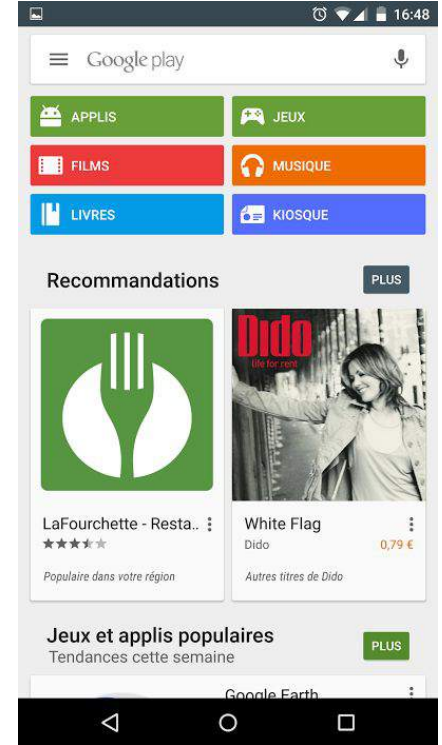 16:48
Google play
APPLIS
JEUX
FILMS
MUSIQUE
LIVRES
KIOSQUE
Recommandations
PLUS
Dido
life for rent
LaFourchette - Resta..
White Flag
Dido
0,79 €
Populaire dans votre région
Autres titres de Dido
Jeux et applis populaires
Tendances cette semaine
PLUS
Google Earth